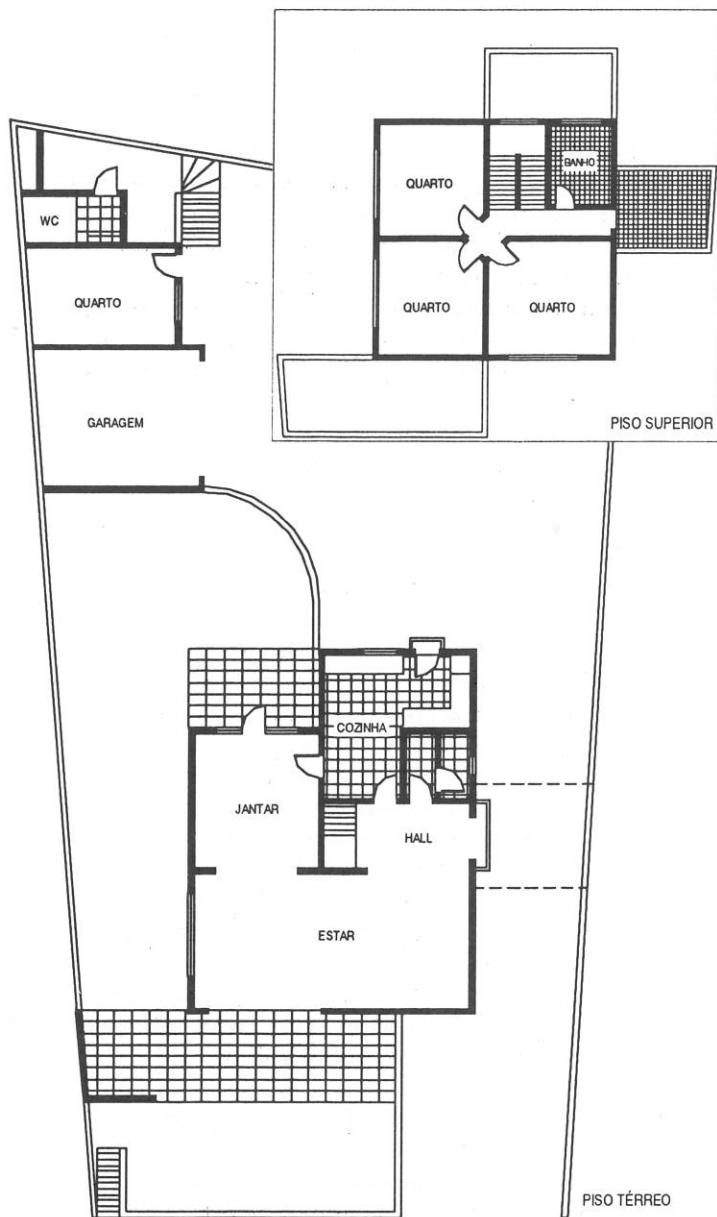 BANHO
QUARTO
WC
QUARTO
QUARTO
QUARTO
GARAGEM
PISO SUPERIOR
COZINHA
JANTAR
HALL
ESTAR
PISO TÉRREO